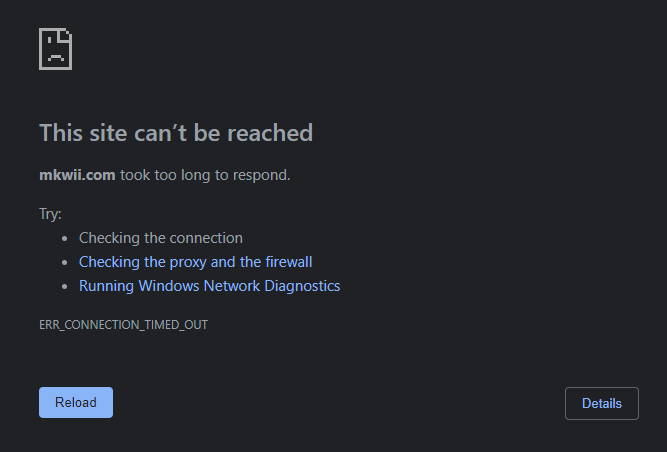 This site can’t be reached
mkwii.com took too long to respond.
Try:
• Checking the connection
• Checking the proxy and the firewall
• Running Windows Network Diagnostics
ERR_CONNECTION_TIMED_OUT
Reload
Details